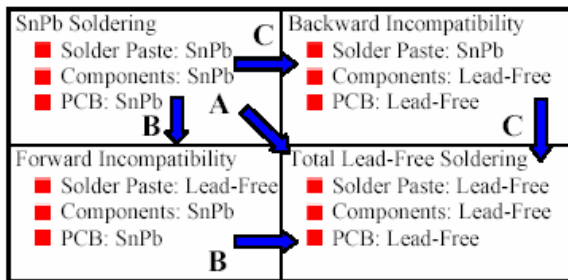 SnPb Soldering
Solder Paste: SnPb
Components: SnPb
PCB: SnPb
C
A
B
Backward Incompatibility
Solder Paste: SnPb
Components: Lead-Free
PCB: Lead-Free
C
Forward Incompatibility
Solder Paste: Lead-Free
Components: SnPb
PCB: SnPb
B
Total Lead-Free Soldering
Solder Paste: Lead-Free
Components: Lead-Free
PCB: Lead-Free